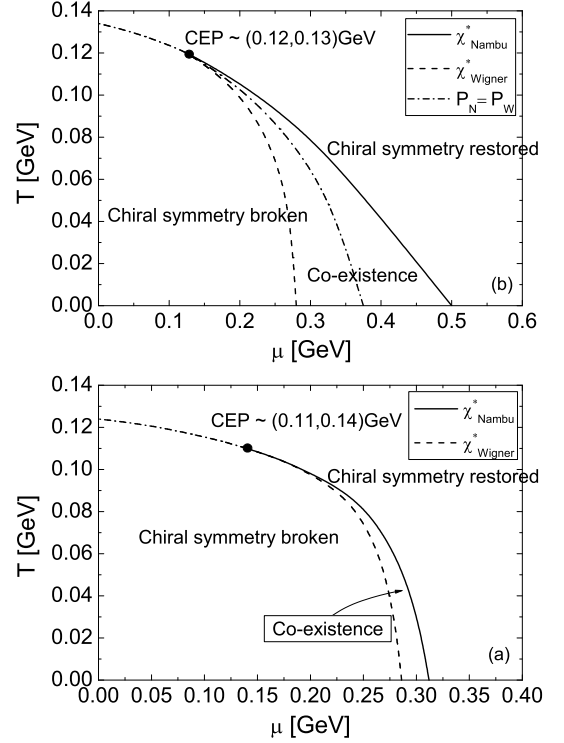 0.14
0.12
0.10
0.08
0.06
0.04
0.02
0.00
T [GeV]
CEP ~ (0.12,0.13)GeV
χ*Nambu
χ*Wigner
P_N=P_W
Chiral symmetry restored
Chiral symmetry broken
Co-existence
(b)
0.0 0.1 0.2 0.3 0.4 0.5 0.6
μ [GeV]
0.14
0.12
0.10
0.08
0.06
0.04
0.02
0.00
T [GeV]
CEP ~ (0.11,0.14)GeV
χ*Nambu
χ*Wigner
Chiral symmetry restored
Chiral symmetry broken
Co-existence
(a)
0.00 0.05 0.10 0.15 0.20 0.25 0.30 0.35 0.40
μ [GeV]